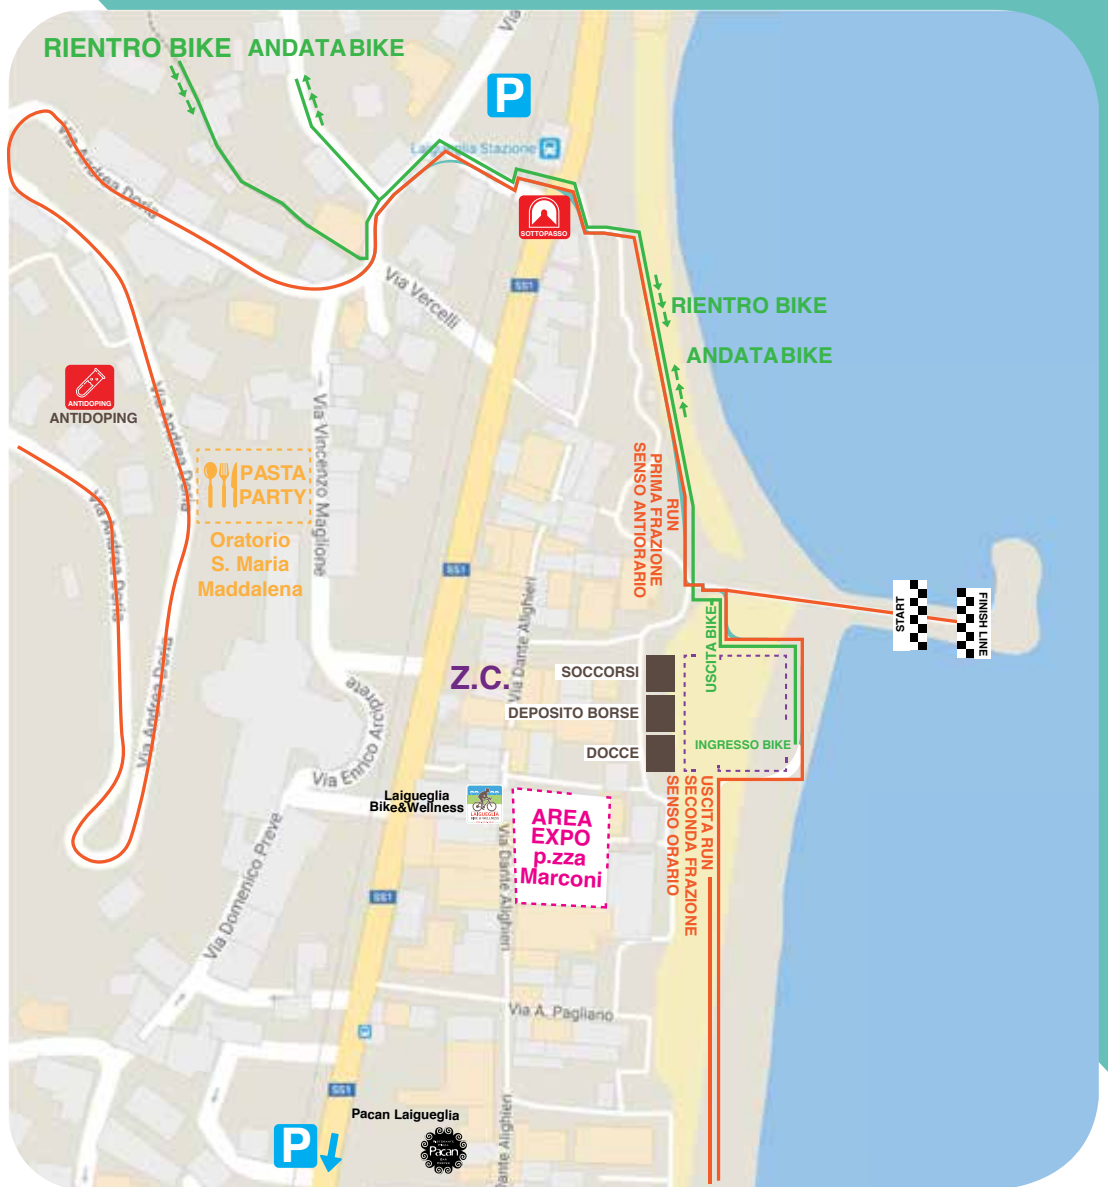 RIENTRO BIKE
ANDATA BIKE
P
Via
Laigueglia Stazione
Via Andrea Doria
SOTTOPASSO
SS1
Via Vercelli
RIENTRO BIKE
ANDATA BIKE
ANTIDOPING
ANTIDOPING
Via Andrea Doria
Via Vincenzo Maglione
PASTA
PARTY
Oratorio
S. Maria
Maddalena
RUN
PRIMA FRAZIONE
SENSO ANTIORARIO
Via Andrea Doria
SS1
Via Dante Alighieri
START
FINISH LINE
USCITA BIKE
Z.C.
SOCCORSI
DEPOSITO BORSE
DOCCE
INGRESSO BIKE
Via Andrea Doria
Via Enrico Arciprete
Laigueglia
Bike&Wellness
LAIGUEGLIA
AREA
EXPO
p.zza
Marconi
USCITA RUN
SECONDA FRAZIONE
SENSO ORARIO
Via Domenico Preve
Via Dante Alighieri
SS1
Via A. Pagliano
SS1
Pacan Laigueglia
Pacan
P
Dante Alighieri